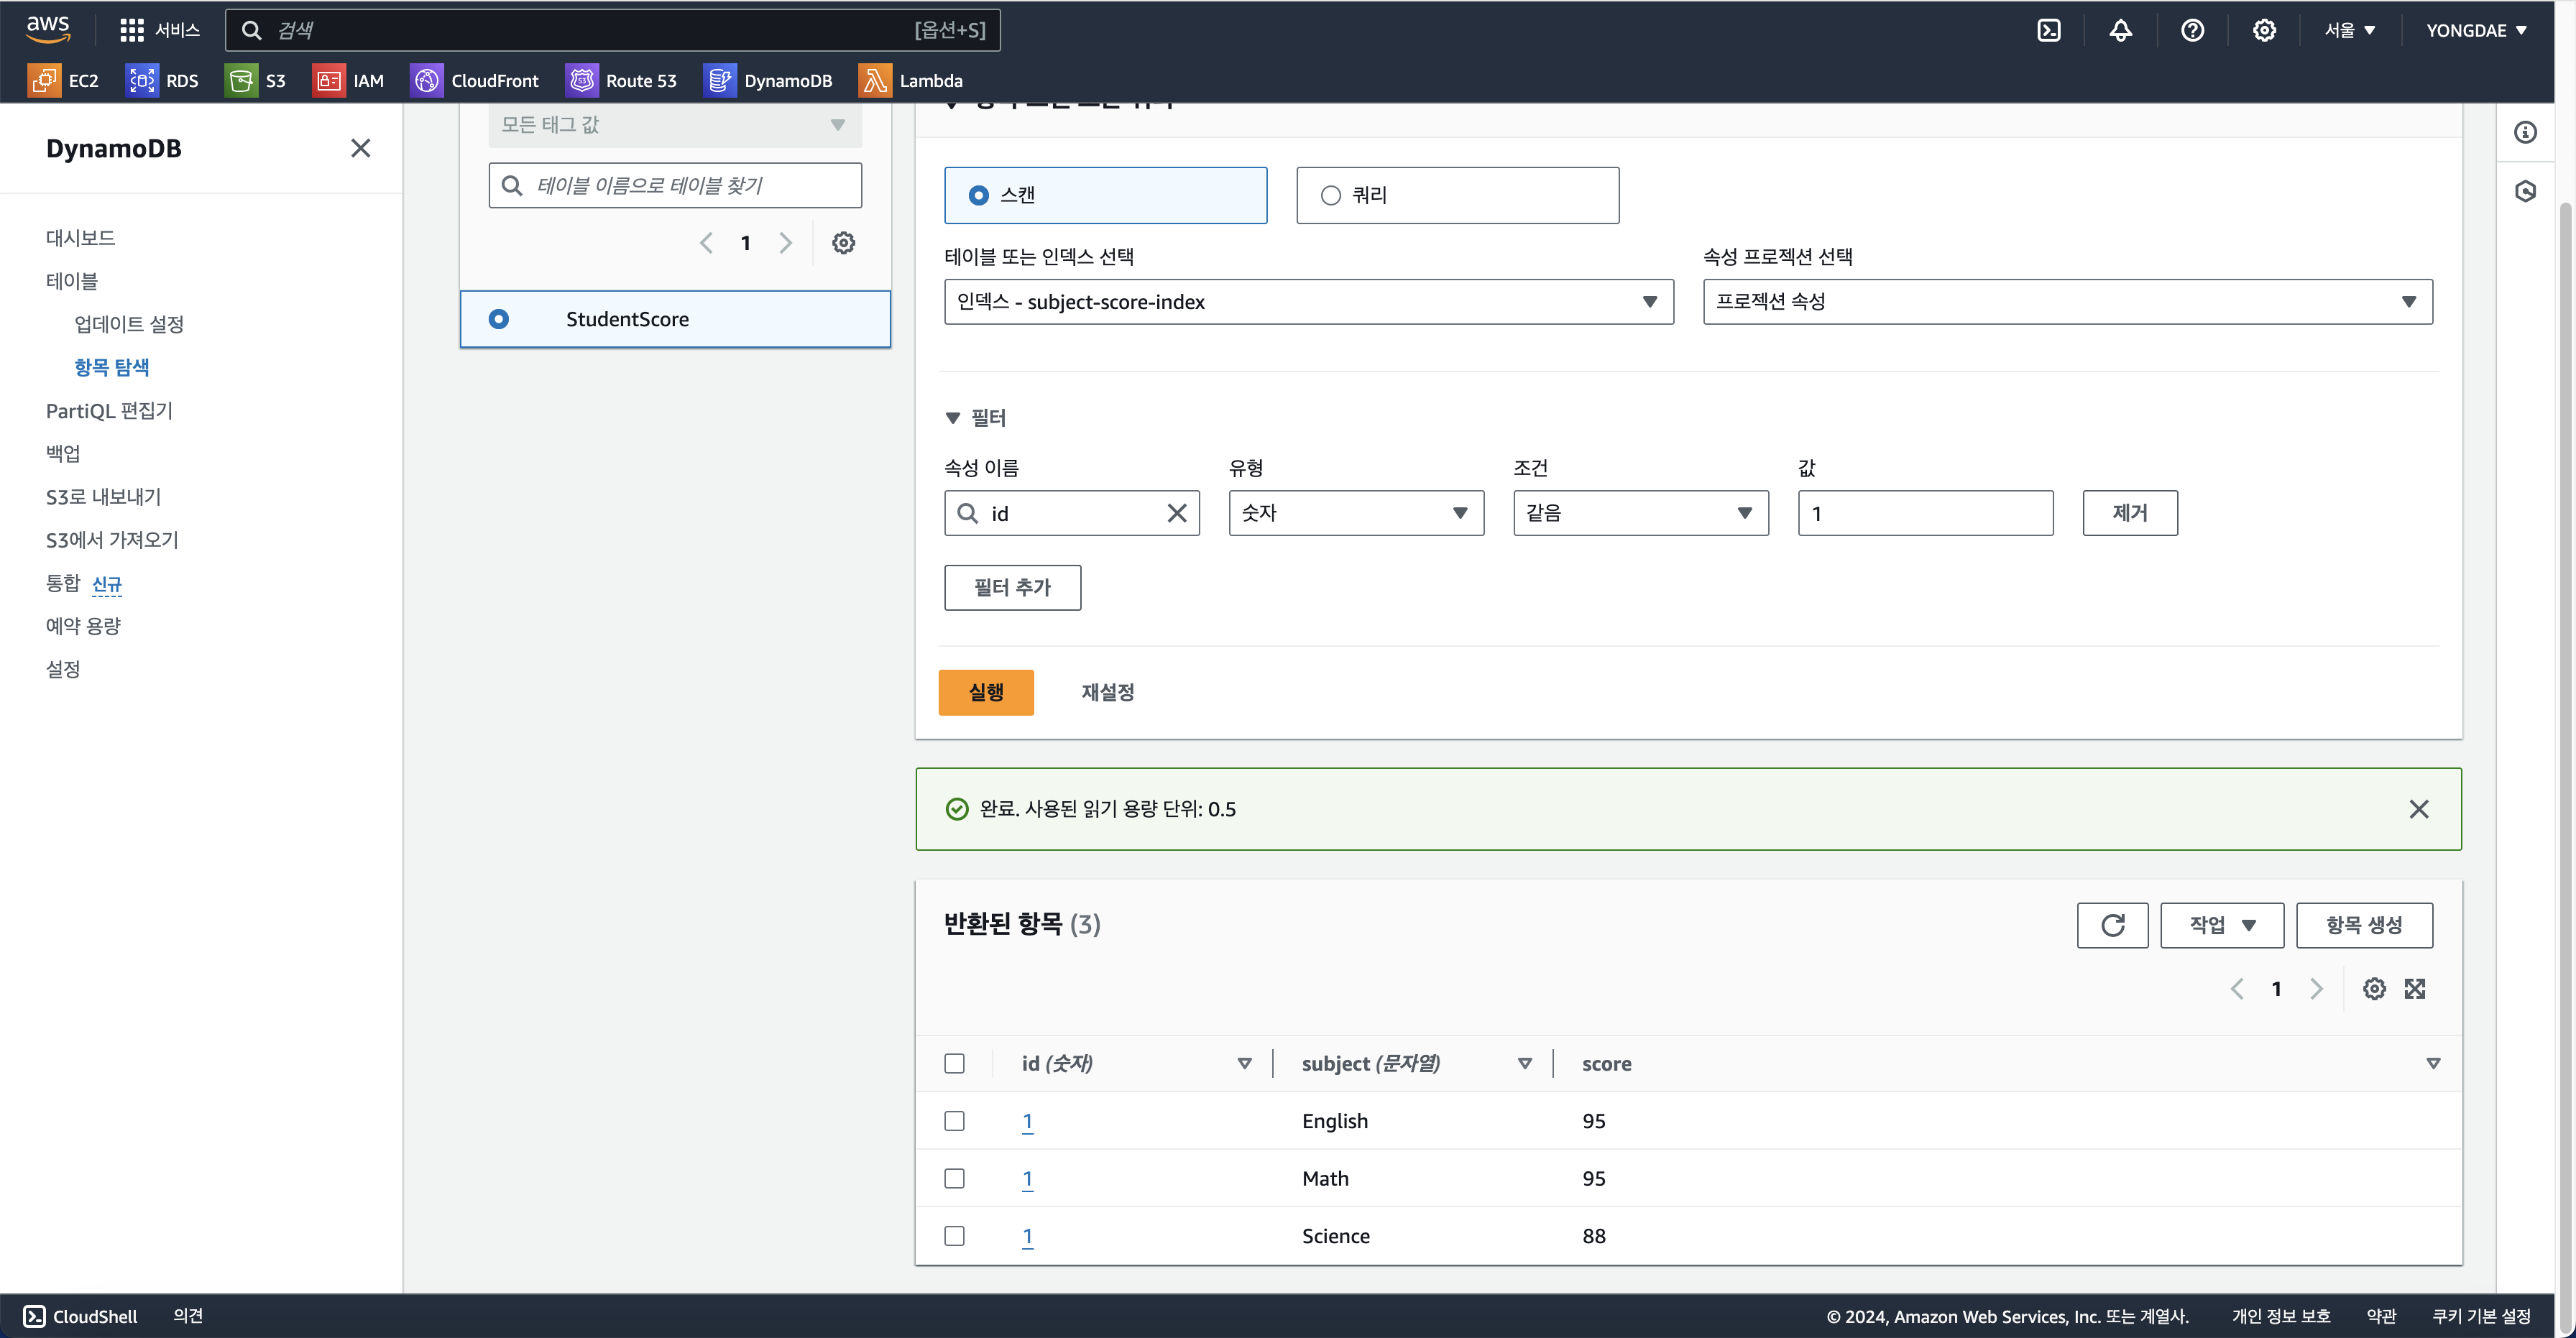 aws
서비스
검색
[옵션+S]
서울
YONGDAE
EC2
RDS
S3
IAM
CloudFront
Route 53
DynamoDB
Lambda
DynamoDB
대시보드
테이블
업데이트 설정
항목 탐색
PartiQL 편집기
백업
S3로 내보내기
S3에서 가져오기
통합 신규
예약 용량
설정
모든 태그 값
테이블 이름으로 테이블 찾기
1
StudentScore
스캔
쿼리
테이블 또는 인덱스 선택
속성 프로젝션 선택
인덱스 - subject-score-index
프로젝션 속성
필터
속성 이름
유형
조건
값
id
숫자
같음
1
제거
필터 추가
실행
재설정
완료. 사용된 읽기 용량 단위: 0.5
반환된 항목 (3)
작업
항목 생성
1
id (숫자)
subject (문자열)
score
1 English 95
1 Math 95
1 Science 88
CloudShell
의견
© 2024, Amazon Web Services, Inc. 또는 계열사.
개인 정보 보호
약관
쿠키 기본 설정